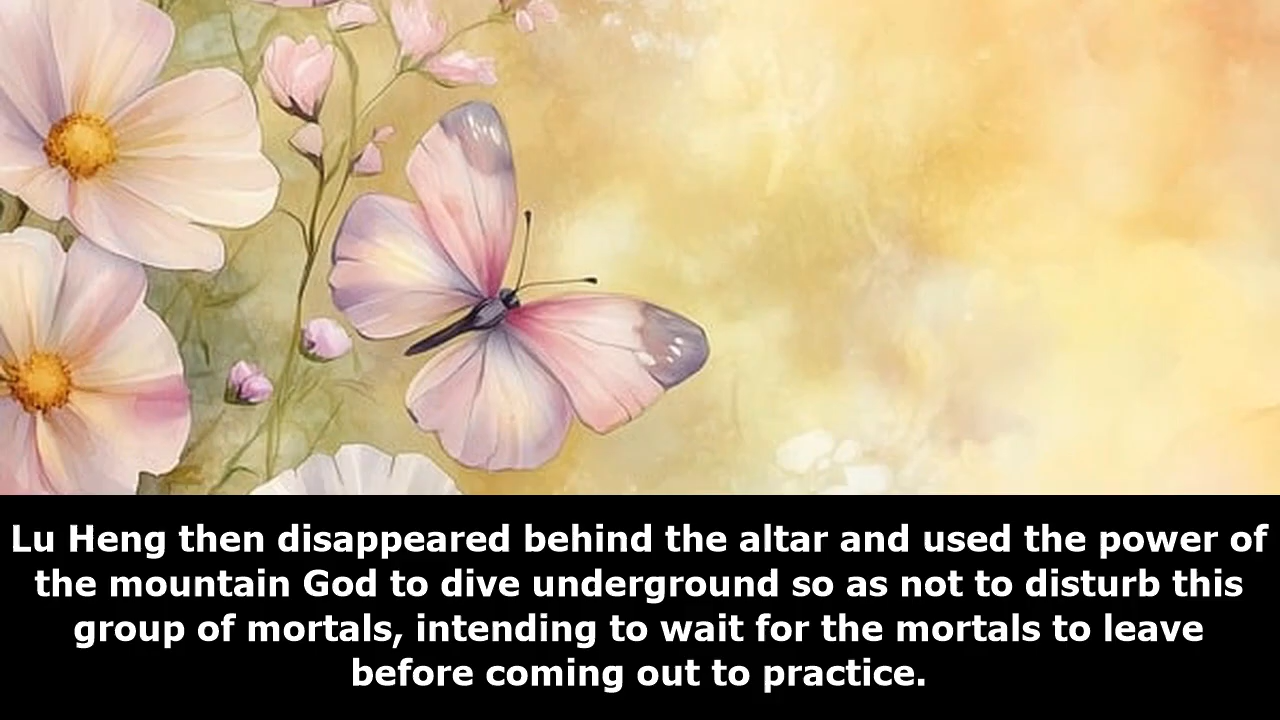 Lu Heng then disappeared behind the altar and used the power of
the mountain God to dive underground so as not to disturb this
group of mortals, intending to wait for the mortals to leave
before coming out to practice.